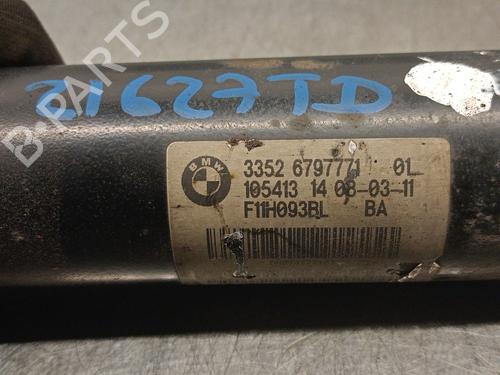 21627TD
B-PARTS
BMW
3352 6797771 01
105413 14 08-03-11
F11H093BL BA